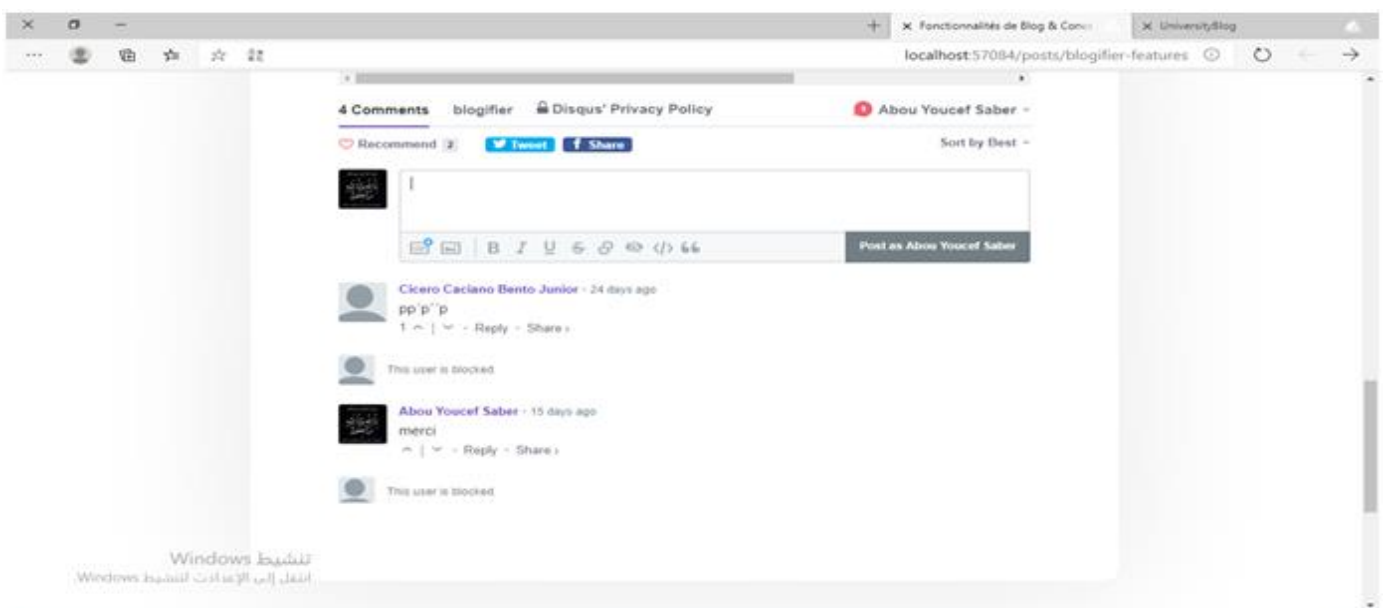 Fonctionnalités de Blog & Conc
UniversityBlog
localhost:57084/posts/blogifier-features
4 Comments blogifier Disqus' Privacy Policy Abou Youcef Saber
Recommend 2 Tweet f Share Sort by Best
B I U S </> 66 Post as Abou Youcef Saber
Cicero Caciano Bento Junior · 24 days ago
pp´p´´p
1 | · Reply · Share ›
This user is blocked
Abou Youcef Saber · 15 days ago
merci
| · Reply · Share ›
This user is blocked
تنشيط Windows
انتقل إلى الإعدادت لتنشيط Windows.